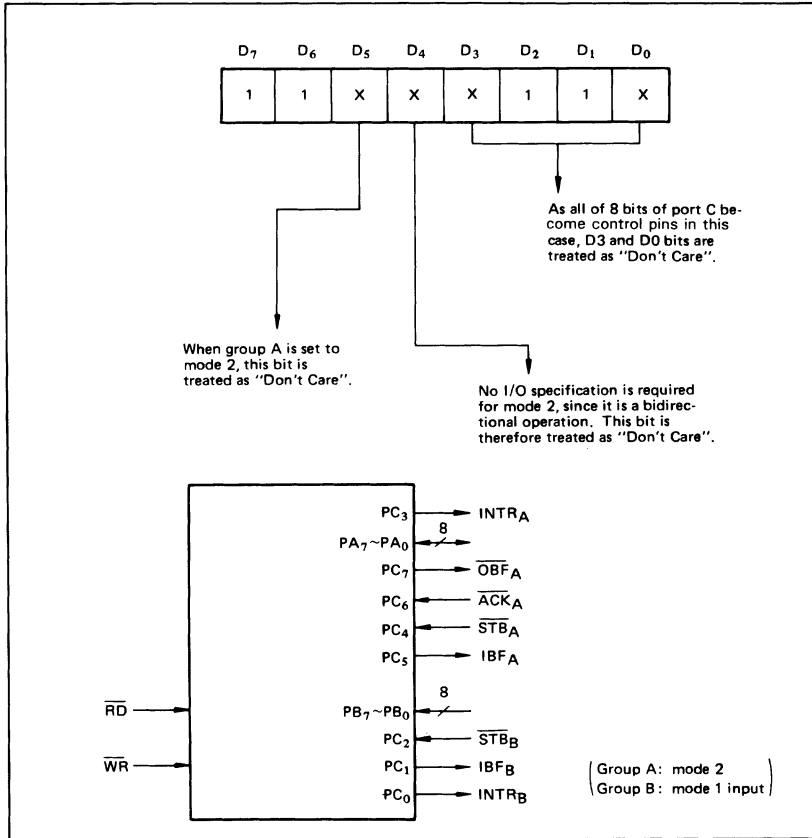 D7 D6 D5 D4 D3 D2 D1 D0
1 1 X X X 1 1 X
As all of 8 bits of port C be-
come control pins in this
case, D3 and D0 bits are
treated as "Don't Care".
When group A is set to
mode 2, this bit is
treated as "Don't Care".
No I/O specification is required
for mode 2, since it is a bidirec-
tional operation. This bit is
therefore treated as "Don't Care".
PC3 INTRA
PA7~PA0 8
PC7 OBFA
PC6 ACKA
PC4 STBA
PC5 IBFA
RD PB7~PB0 8
PC2 STBB
WR PC1 IBFB
PC0 INTRB
(Group A: mode 2
Group B: mode 1 input)